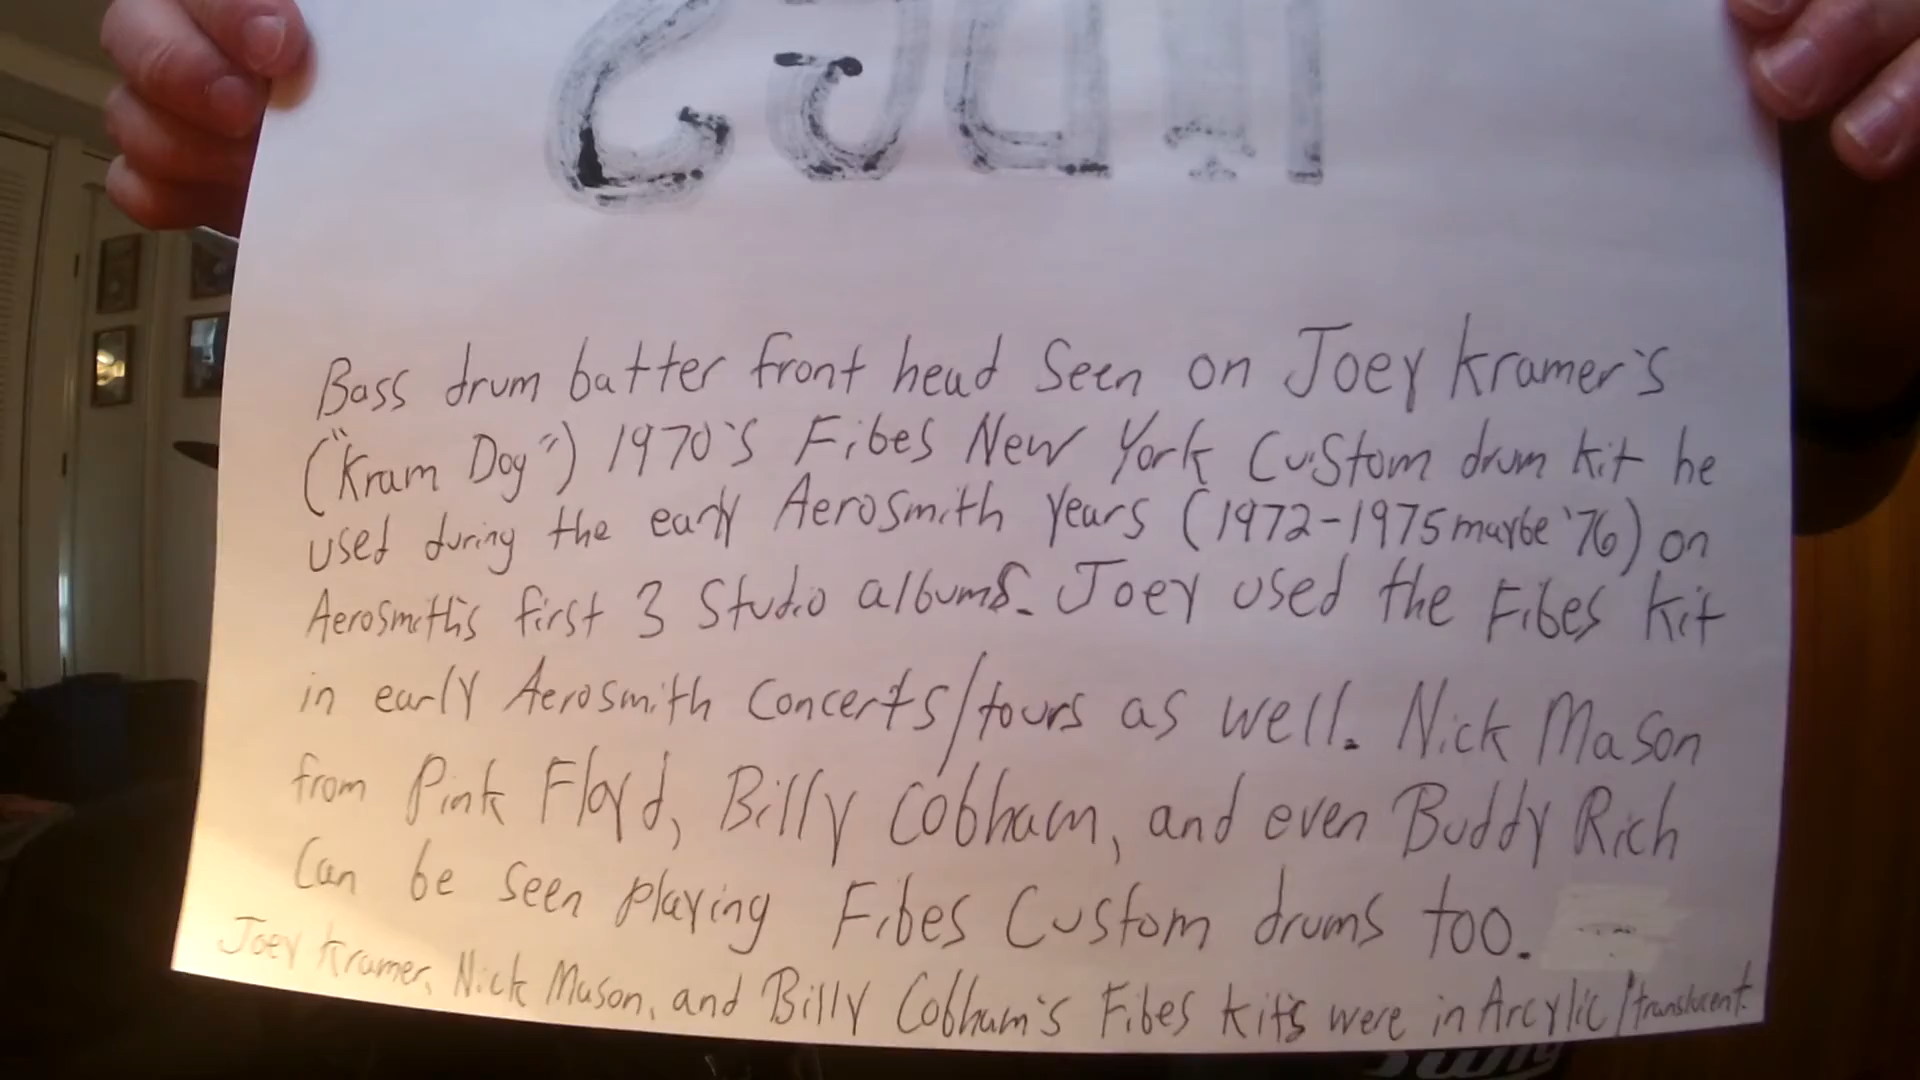 Bass drum batter front head seen on Joey Kramer's
("Kram Dog") 1970's Fibes New York Custom drum kit he
used during the early Aerosmith years (1972-1975 maybe '76) on
Aerosmith's first 3 Studio albums. Joey used the Fibes kit
in early Aerosmith Concerts/tours as well. Nick Mason
from Pink Floyd, Billy Cobham, and even Buddy Rich
Can be seen playing Fibes Custom drums too.
Joey Kramer, Nick Mason, and Billy Cobham's Fibes kits were in Arcylic/translucent.